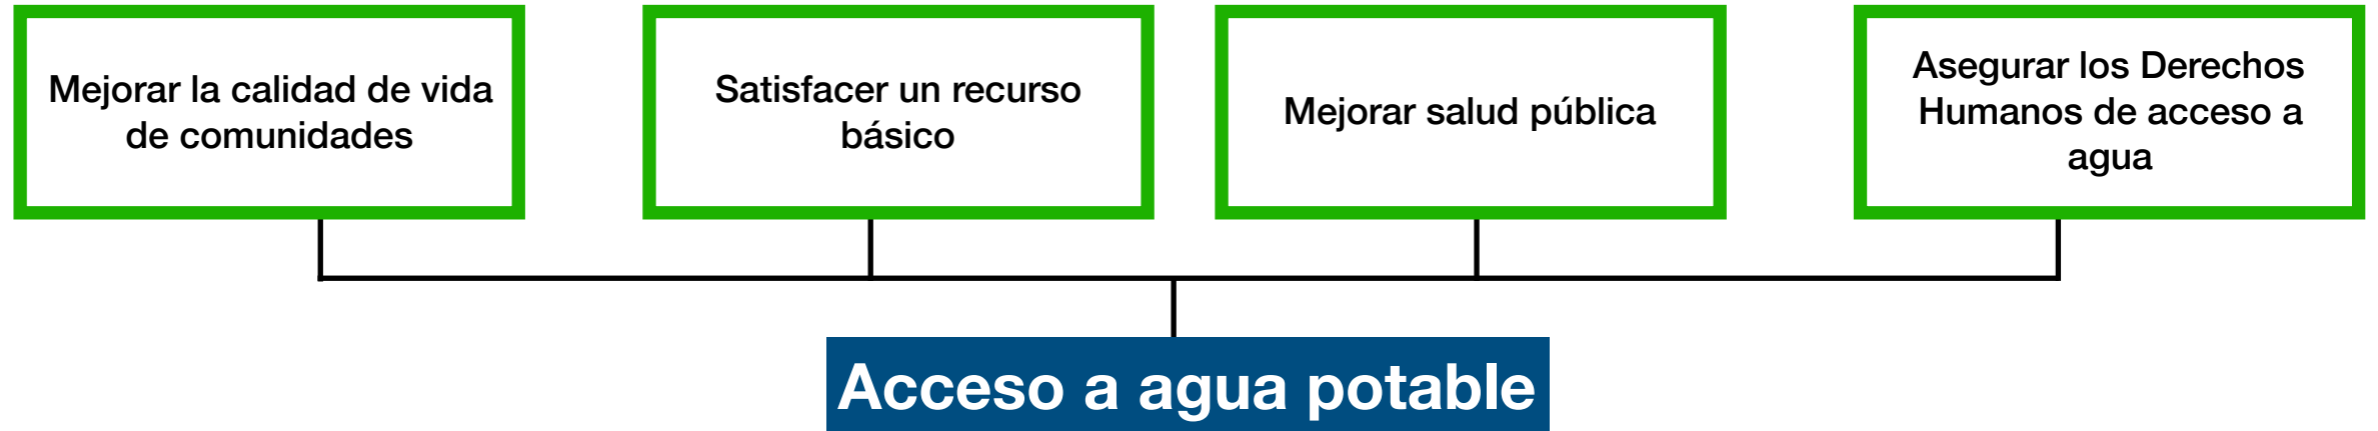 Mejorar la calidad de vida
de comunidades
Satisfacer un recurso
básico
Mejorar salud pública
Asegurar los Derechos
Humanos de acceso a
agua
Acceso a agua potable